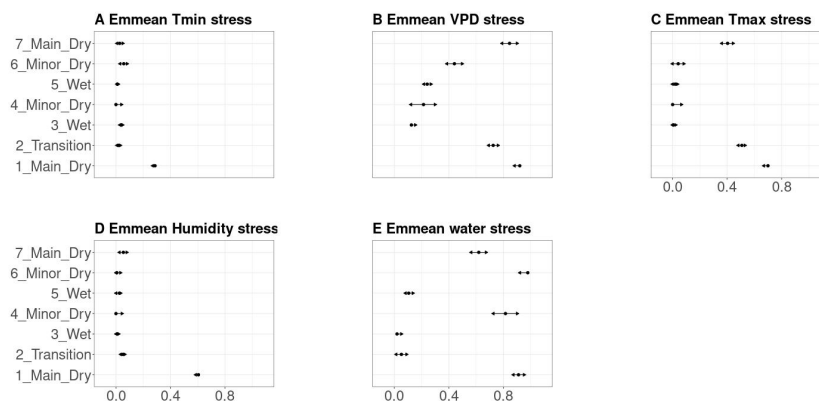 A Emmean Tmin stress
B Emmean VPD stress
C Emmean Tmax stress
7_Main_Dry
6_Minor_Dry
5_Wet
4_Minor_Dry
3_Wet
2_Transition
1_Main_Dry
0.0 0.4 0.8
D Emmean Humidity stress
E Emmean water stress
7_Main_Dry
6_Minor_Dry
5_Wet
4_Minor_Dry
3_Wet
2_Transition
1_Main_Dry
0.0 0.4 0.8
0.0 0.4 0.8